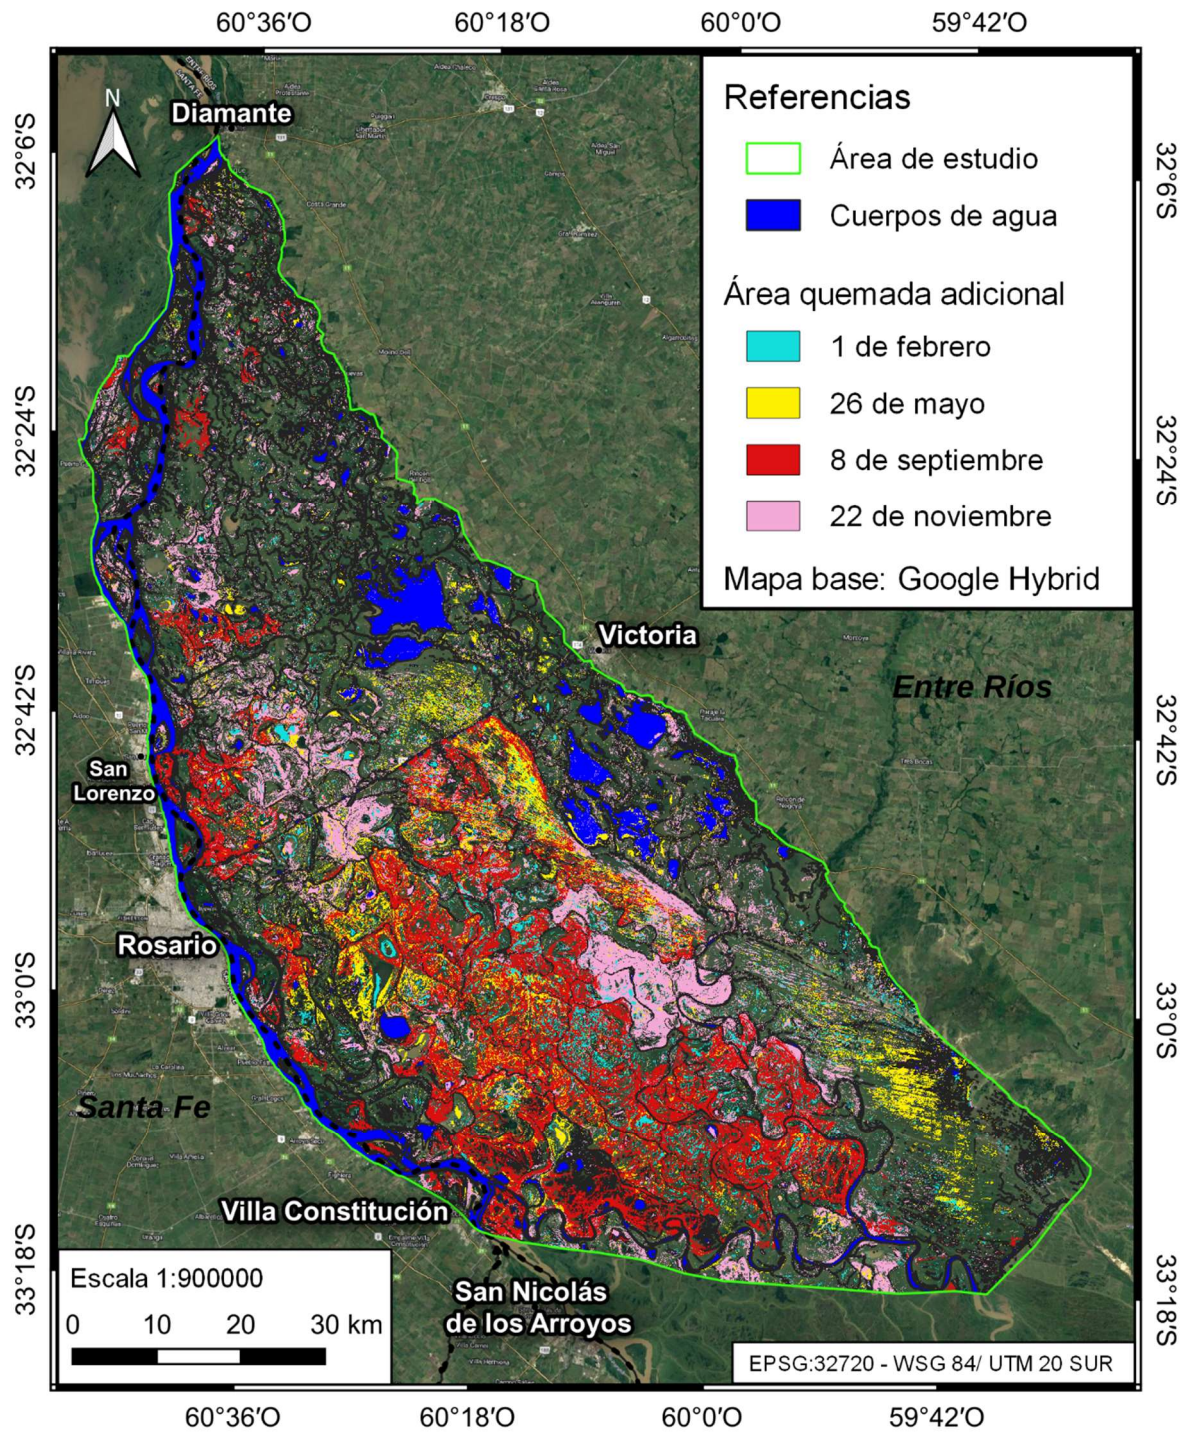 60°36'O 60°18'O 60°0'O 59°42'O
N
Diamante
32°6'S
32°6'S
Referencias
Área de estudio
Cuerpos de agua
Área quemada adicional
1 de febrero
26 de mayo
8 de septiembre
22 de noviembre
Mapa base: Google Hybrid
32°24'S
32°24'S
Victoria
Entre Ríos
32°42'S
32°42'S
San
Lorenzo
Rosario
33°0'S
33°0'S
Santa Fe
Villa Constitución
San Nicolás
de los Arroyos
33°18'S
33°18'S
Escala 1:900000
0 10 20 30 km
EPSG:32720 - WSG 84/ UTM 20 SUR
60°36'O 60°18'O 60°0'O 59°42'O